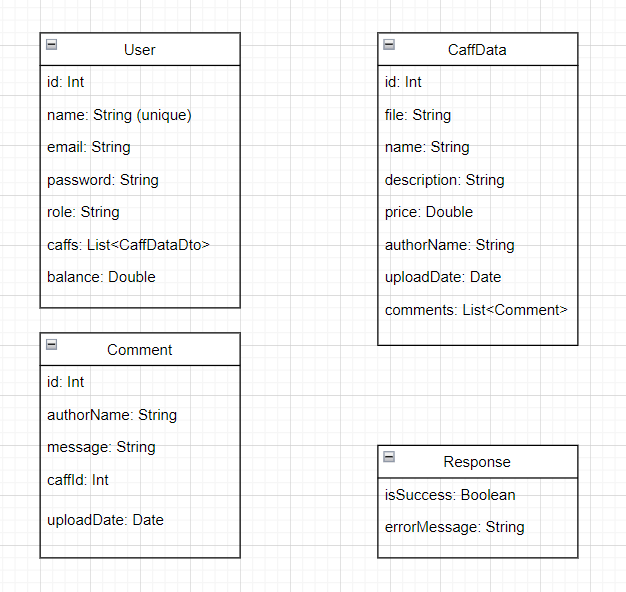 User
id: Int
name: String (unique)
email: String
password: String
role: String
caffs: List<CaffDataDto>
balance: Double
CaffData
id: Int
file: String
name: String
description: String
price: Double
authorName: String
uploadDate: Date
comments: List<Comment>
Comment
id: Int
authorName: String
message: String
caffId: Int
uploadDate: Date
Response
isSuccess: Boolean
errorMessage: String